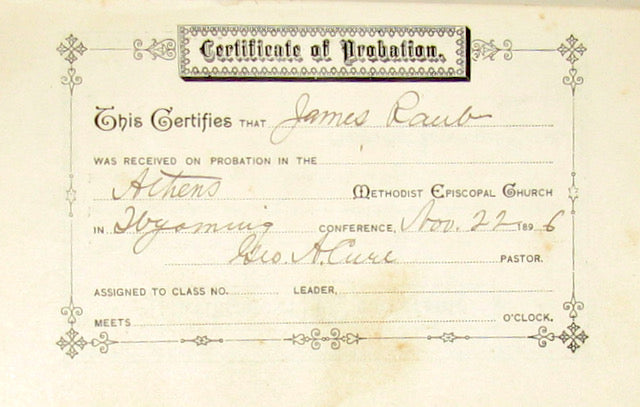 Certificate of Probation.
This Certifies that James Raub
was received on probation in the
Athens Methodist Episcopal Church
in Wyoming Conference, Nov. 22 1896
Geo. A. Cure Pastor.
Assigned to Class No. Leader,
Meets o'clock.